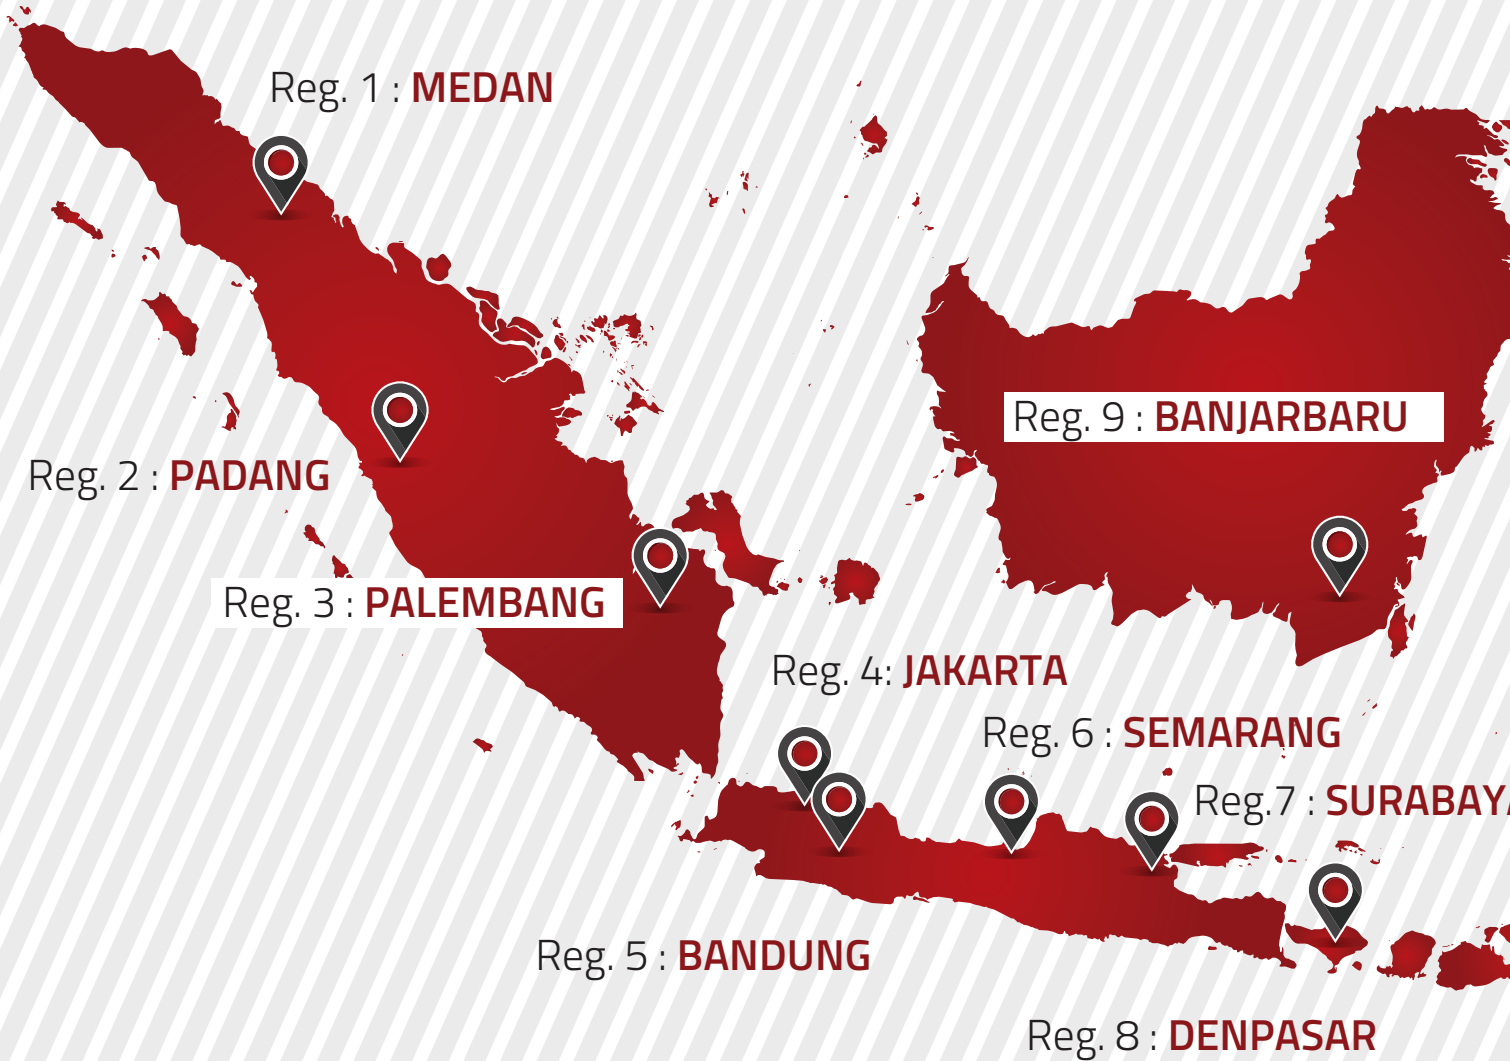 Reg. 1 : MEDAN
Reg. 2 : PADANG
Reg. 3 : PALEMBANG
Reg. 4: JAKARTA
Reg. 5 : BANDUNG
Reg. 6 : SEMARANG
Reg.7 : SURABAYA
Reg. 8 : DENPASAR
Reg. 9 : BANJARBARU